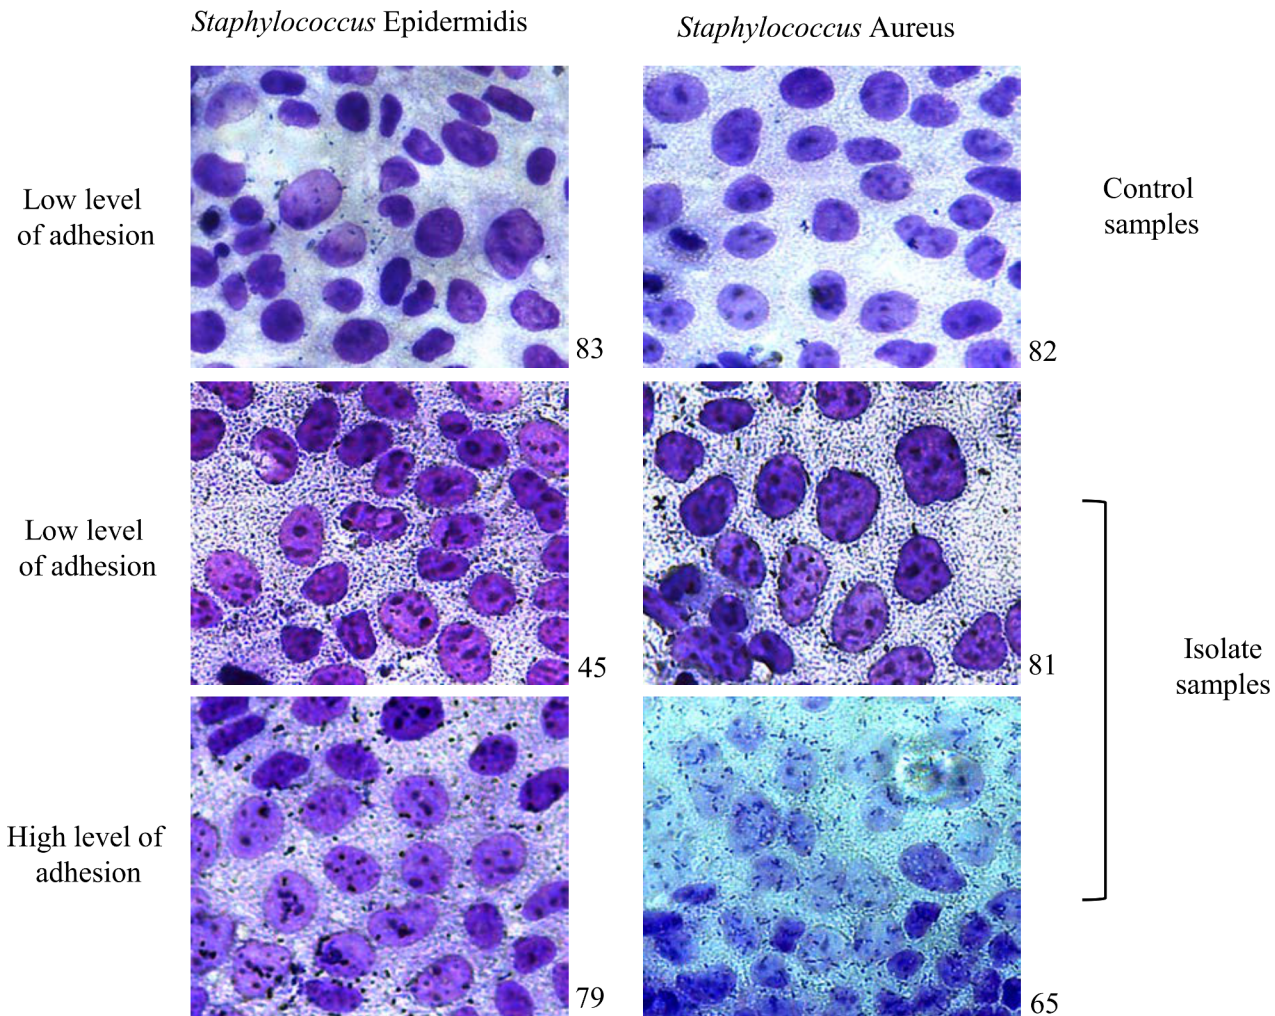 Staphylococcus Epidermidis
Staphylococcus Aureus
Low level
of adhesion
83
82
Control
samples
Low level
of adhesion
45
81
Isolate
samples
High level of
adhesion
79
65